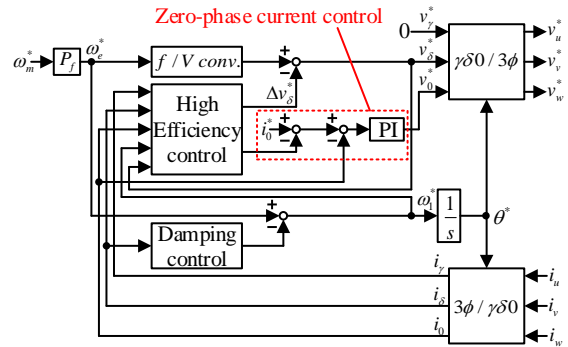 Zero-phase current control
0
v*γ
ω*m
Pf
ω*e
f / V conv.
+
−
v*δ
γδ0 / 3ϕ
v*u
v*v
v*w
Δv*δ
v*0
High
Efficiency
control
i*0
+
−
+
−
PI
+
−
ω*1
1
s
θ*
Damping
control
iγ
iδ
i0
3ϕ / γδ0
iu
iv
iw